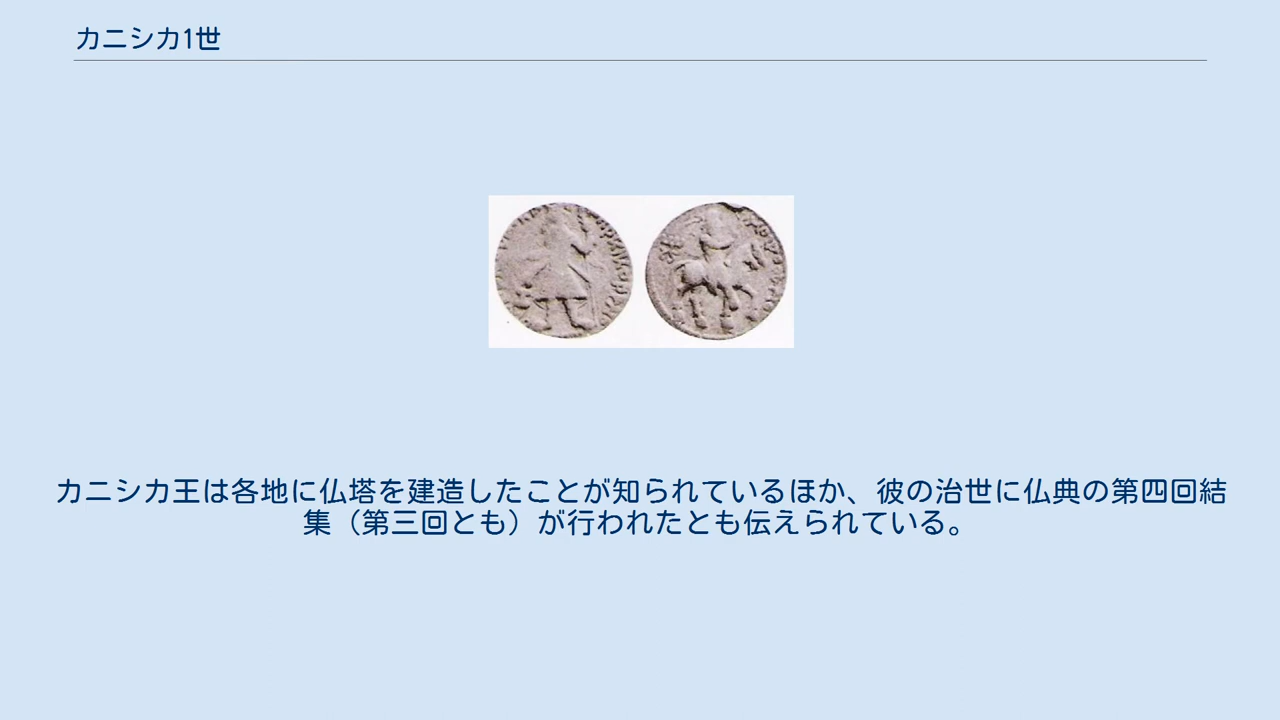 カニシカ1世
カニシカ王は各地に仏塔を建造したことが知られているほか、彼の治世に仏典の第四回結
集（第三回とも）が行われたとも伝えられている。